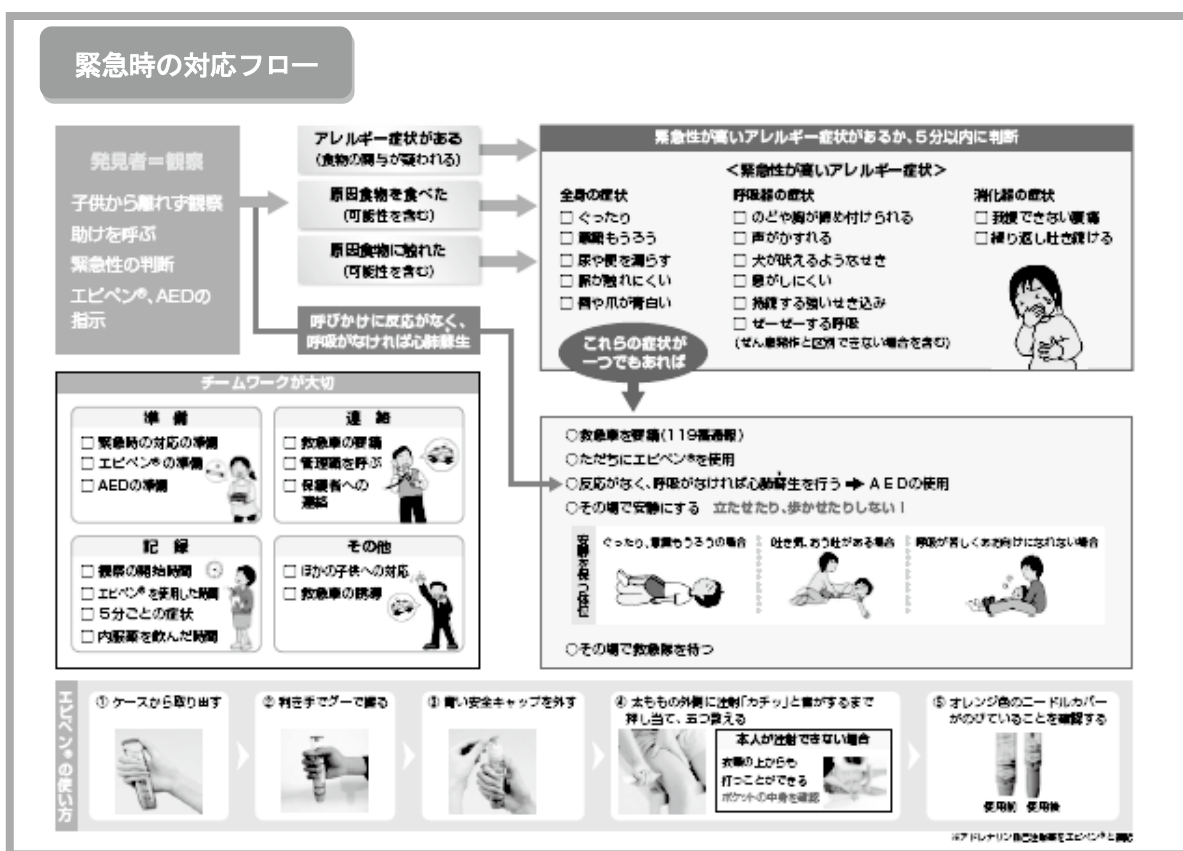 緊急時の対応フロー
発見者＝観察
子供から離れず観察
助けを呼ぶ
緊急性の判断
エピペン®、AEDの
指示
アレルギー症状がある
(食物の関与が疑われる)
原因食物を食べた
(可能性を含む)
原因食物に触れた
(可能性を含む)
呼びかけに反応がなく、
呼吸がなければ心肺蘇生
緊急性が高いアレルギー症状があるか、5分以内に判断
＜緊急性が高いアレルギー症状＞
全身の症状
□ ぐったり
□ 意識もうろう
□ 尿や便を漏らす
□ 脈が触れにくい
□ 唇や爪が青白い
呼吸器の症状
□ のどや胸が締め付けられる
□ 声がかすれる
□ 犬が吠えるようなせき
□ 息がしにくい
□ 持続する強いせき込み
□ ゼーゼーする呼吸
(ぜん息発作と区別できない場合を含む)
消化器の症状
□ 我慢できない腹痛
□ 繰り返し吐き続ける
これらの症状が
一つでもあれば
チームワークが大切
準 備
□ 緊急時の対応の準備
□ エピペン®の準備
□ AEDの準備
連 絡
□ 救急車の要請
□ 管理職を呼ぶ
□ 保護者への
連絡
記 録
□ 観察の開始時間
□ エピペン®を使用した時間
□ 5分ごとの症状
□ 内服薬を飲んだ時間
その他
□ ほかの子供への対応
□ 救急車の誘導
○救急車を要請(119番通報)
○ただちにエピペン®を使用
○反応がなく、呼吸がなければ心肺蘇生を行う ➡ AEDの使用
○その場で安静にする 立たせたり、歩かせたりしない！
安静を保つ体位
ぐったり、意識もうろうの場合
吐き気、おう吐がある場合
呼吸が苦しくあお向けになれない場合
○その場で救急隊を待つ
エピペン®の使い方
① ケースから取り出す
② 利き手でグーで握る
③ 青い安全キャップを外す
④ 太ももの外側に注射「カチッ」と音がするまで
押し当て、五つ数える
本人が注射できない場合
衣服の上からも
打つことができる
ポケットの中身を確認
⑤ オレンジ色のニードルカバー
がのびていることを確認する
使用前 使用後
※アドレナリン自己注射薬をエピペン®と表記